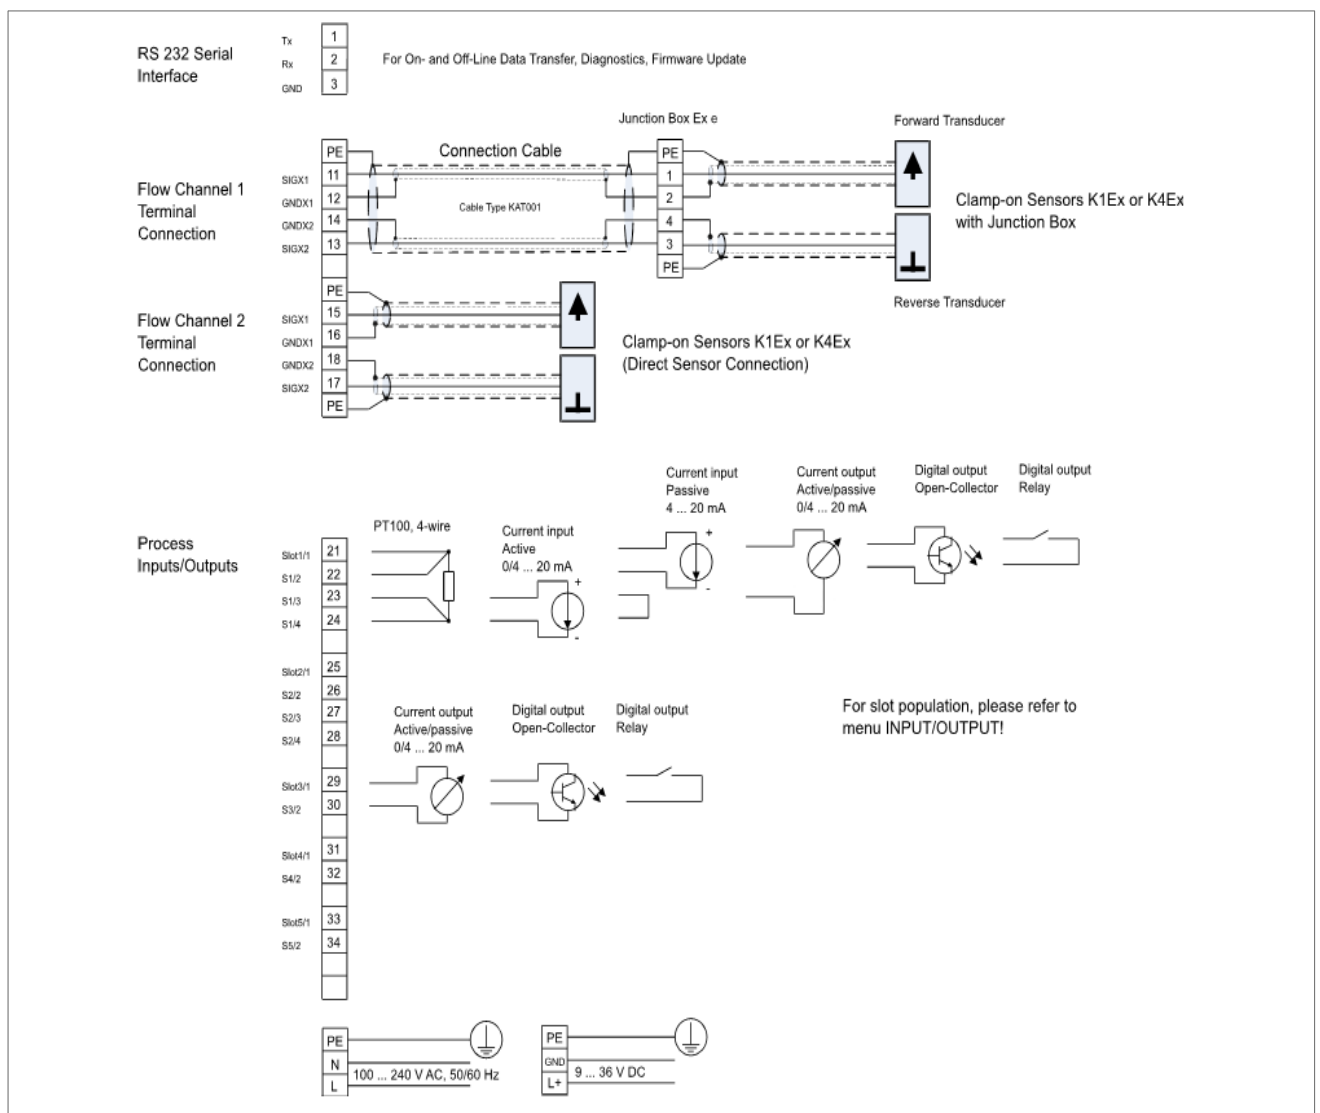 RS 232 Serial
Interface
Tx 1
Rx 2
GND 3
For On- and Off-Line Data Transfer, Diagnostics, Firmware Update
Junction Box Ex e
Forward Transducer
Flow Channel 1
Terminal
Connection
PE
SIGX1 11
GNDX1 12
GNDX2 14
SIGX2 13
Connection Cable
Cable Type KAT001
PE
1
2
4
3
PE
Clamp-on Sensors K1Ex or K4Ex
with Junction Box
Reverse Transducer
Flow Channel 2
Terminal
Connection
PE
SIGX1 15
GNDX1 16
GNDX2 18
SIGX2 17
PE
Clamp-on Sensors K1Ex or K4Ex
(Direct Sensor Connection)
Process
Inputs/Outputs
Slot1/1 21
S1/2 22
S1/3 23
S1/4 24
PT100, 4-wire
Current input
Active
0/4 ... 20 mA
+
-
Current input
Passive
4 ... 20 mA
+
-
Current output
Active/passive
0/4 ... 20 mA
Digital output
Open-Collector
Digital output
Relay
Slot2/1 25
S2/2 26
S2/3 27
S2/4 28
For slot population, please refer to
menu INPUT/OUTPUT!
Current output
Active/passive
0/4 ... 20 mA
Digital output
Open-Collector
Digital output
Relay
Slot3/1 29
S3/2 30
Slot4/1 31
S4/2 32
Slot5/1 33
S5/2 34
PE
N
L
100 ... 240 V AC, 50/60 Hz
PE
GND
L+
9 ... 36 V DC